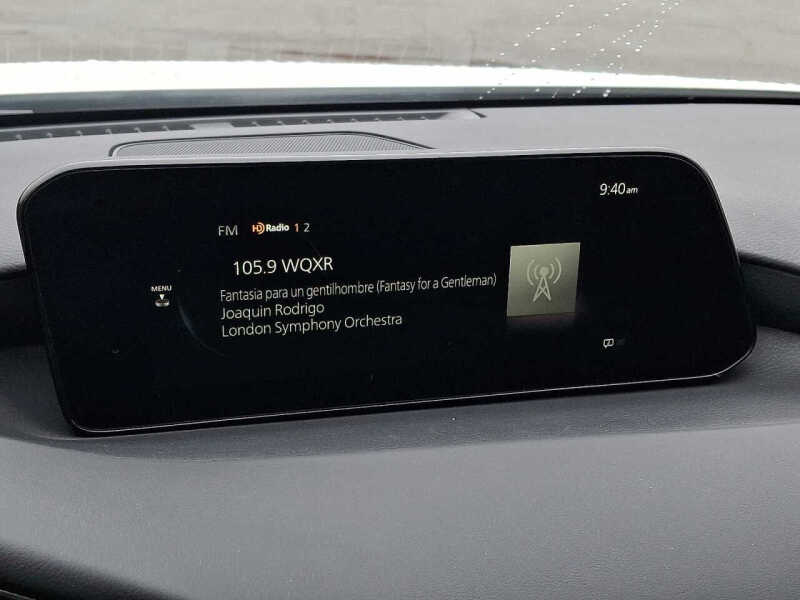 9:40am
FM HD Radio 1 2
105.9 WQXR
MENU
Fantasia para un gentilhombre (Fantasy for a Gentleman)
Joaquin Rodrigo
London Symphony Orchestra